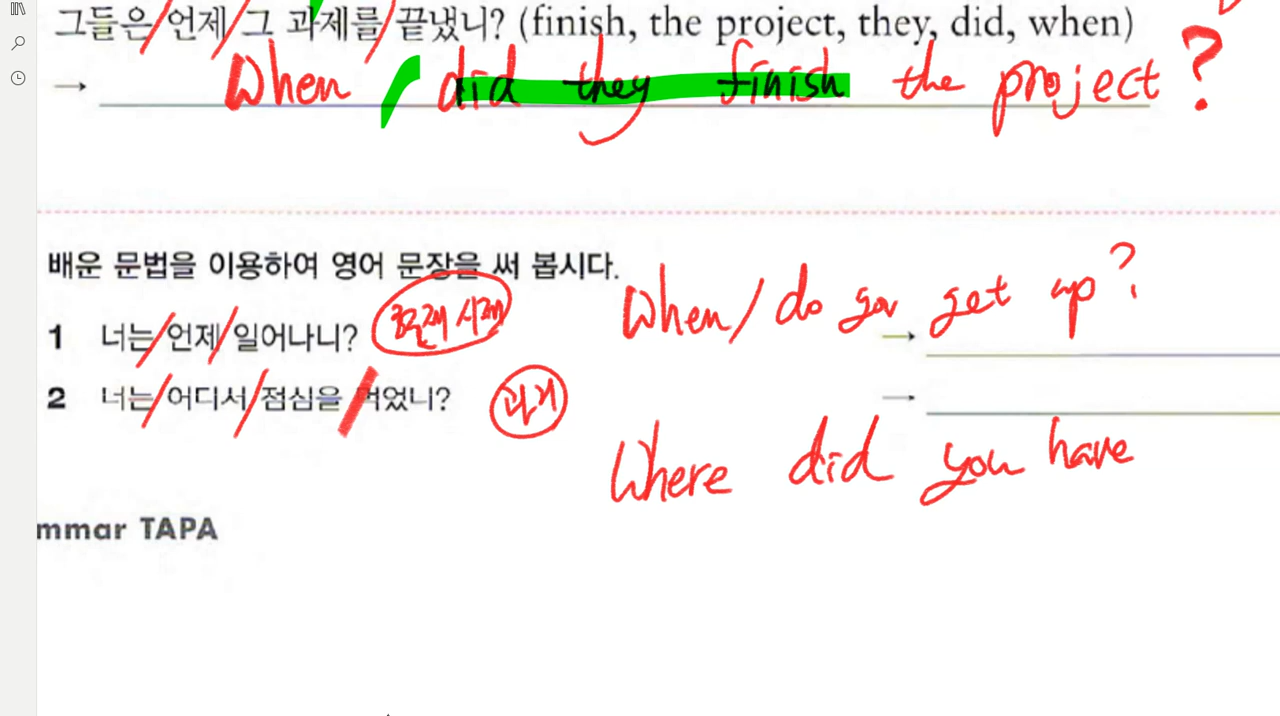 그들은/언제/그 과제를/끝냈니? (finish, the project, they, did, when)
→ When / did they finish the project?
배운 문법을 이용하여 영어 문장을 써 봅시다.
1 너는/언제/일어나니? 현재 시제 → When/do you get up?
2 너는/어디서/점심을/먹었니? 과거 →
Where did you have
mmar TAPA